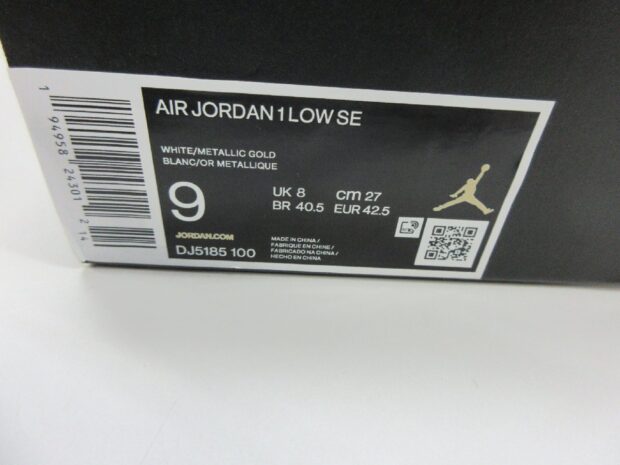 AIR JORDAN 1 LOW SE
WHITE/METALLIC GOLD
BLANC/OR METALLIQUE
9
UK 8 cm 27
BR 40.5 EUR 42.5
JORDAN.COM
DJ5185 100
MADE IN CHINA /
FABRIQUE EN CHINE /
FABRICADO NA CHINA /
HECHO EN CHINA
1 94958 24301 2 14